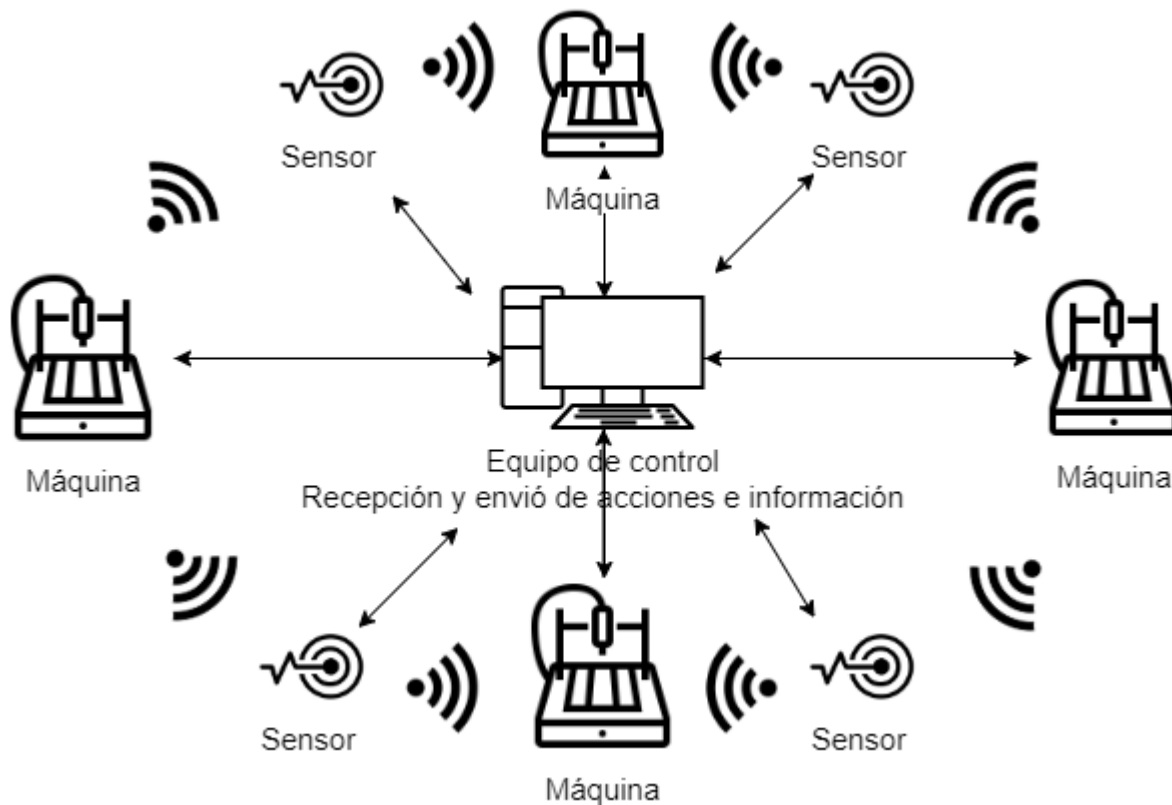 Sensor
Sensor
Máquina
Equipo de control
Máquina
Máquina
Recepción y envió de acciones e información
Sensor
Sensor
Máquina